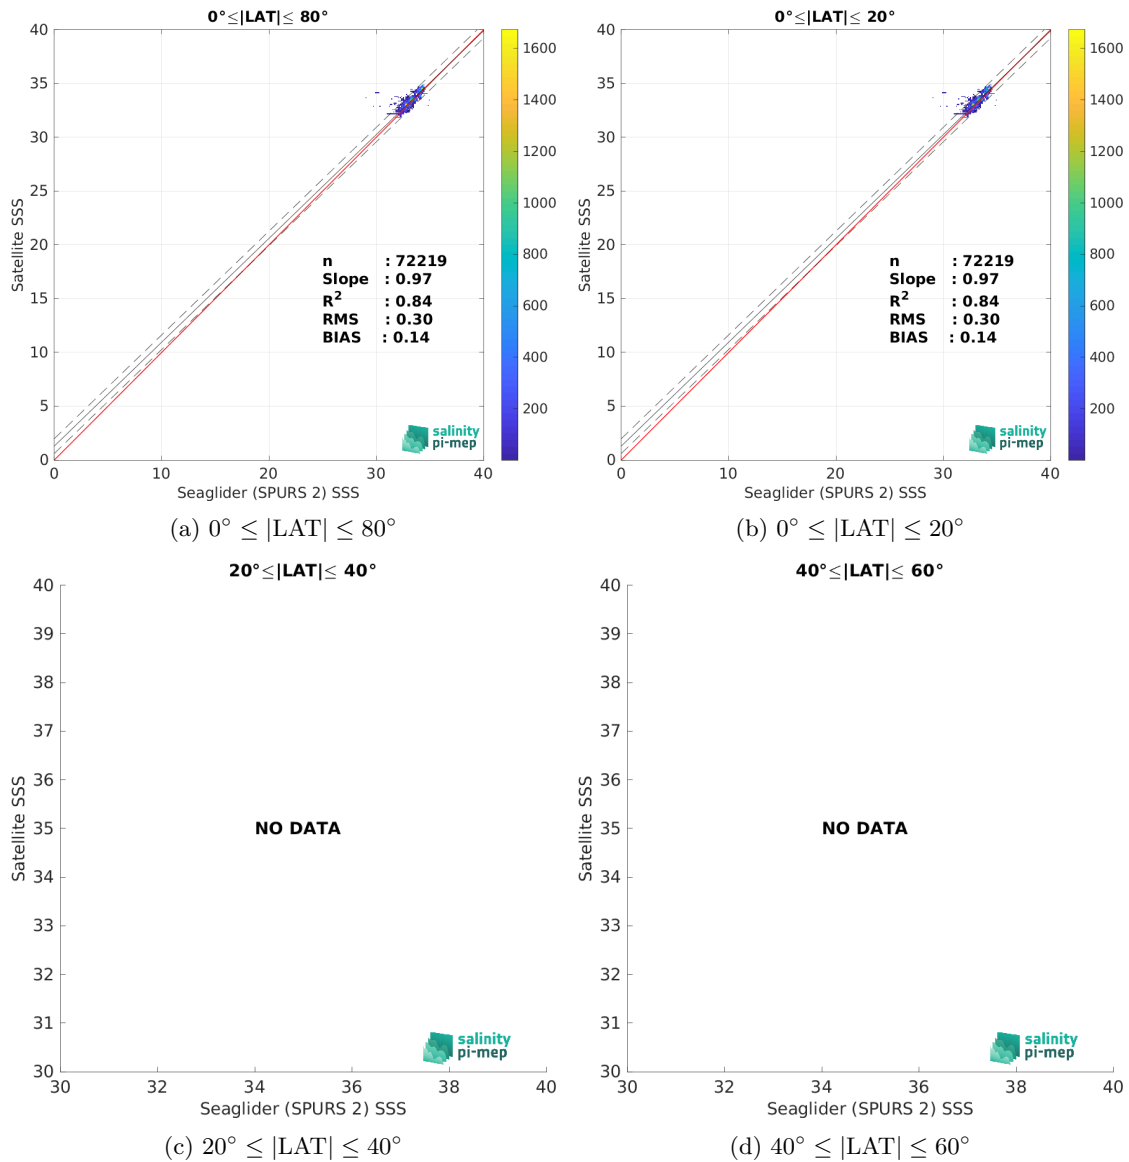 0°≤|LAT|≤ 80°
40
35
30
25
20
15
10
5
0
Satellite SSS
n : 72219
Slope : 0.97
R² : 0.84
RMS : 0.30
BIAS : 0.14
salinity
pi-mep
0 10 20 30 40
Seaglider (SPURS 2) SSS
1600
1400
1200
1000
800
600
400
200
(a) 0° ≤ |LAT| ≤ 80°
0°≤|LAT|≤ 20°
40
35
30
25
20
15
10
5
0
Satellite SSS
n : 72219
Slope : 0.97
R² : 0.84
RMS : 0.30
BIAS : 0.14
salinity
pi-mep
0 10 20 30 40
Seaglider (SPURS 2) SSS
1600
1400
1200
1000
800
600
400
200
(b) 0° ≤ |LAT| ≤ 20°
20°≤|LAT|≤ 40°
40
39
38
37
36
35
34
33
32
31
30
Satellite SSS
NO DATA
salinity
pi-mep
30 32 34 36 38 40
Seaglider (SPURS 2) SSS
(c) 20° ≤ |LAT| ≤ 40°
40°≤|LAT|≤ 60°
40
39
38
37
36
35
34
33
32
31
30
Satellite SSS
NO DATA
salinity
pi-mep
30 32 34 36 38 40
Seaglider (SPURS 2) SSS
(d) 40° ≤ |LAT| ≤ 60°